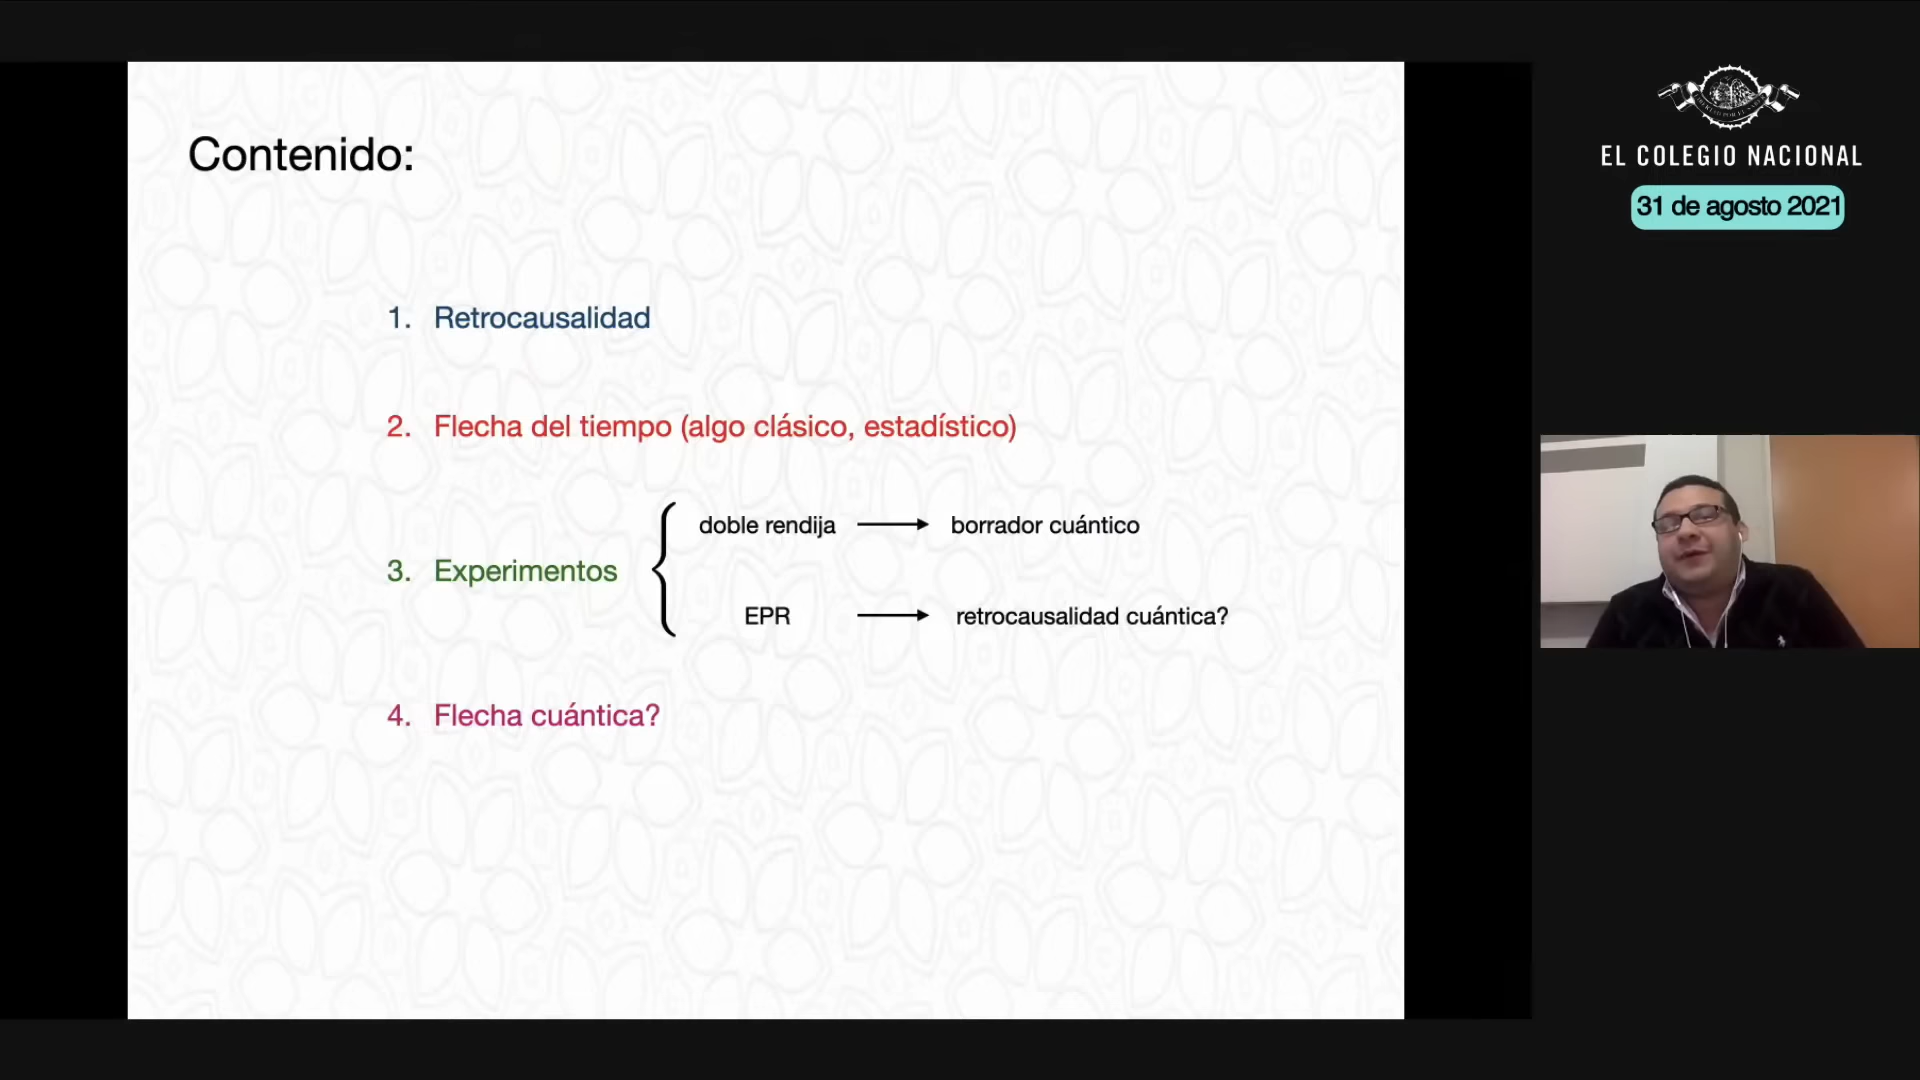 Contenido:
1. Retrocausalidad
2. Flecha del tiempo (algo clásico, estadístico)
3. Experimentos
doble rendija
borrador cuántico
EPR
retrocausalidad cuántica?
4. Flecha cuántica?
EL COLEGIO NACIONAL
31 de agosto 2021